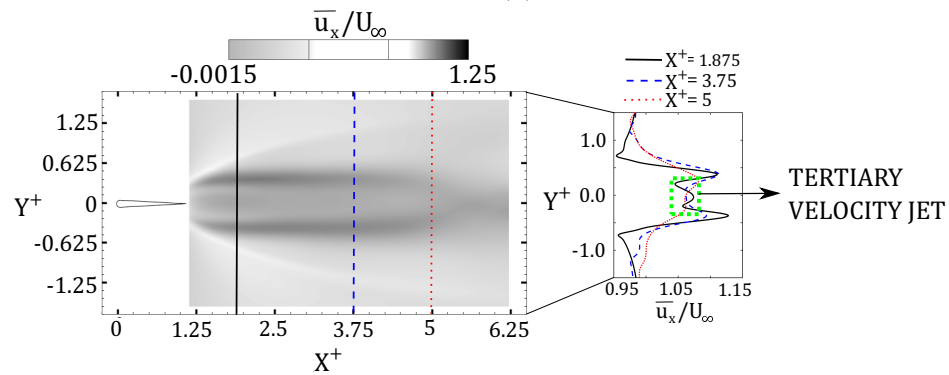 u̅ₓ/U∞
-0.0015 1.25
X⁺= 1.875
X⁺= 3.75
X⁺= 5
1.25
0.625
Y⁺ 0
-0.625
-1.25
0 1.25 2.5 3.75 5 6.25
X⁺
1.0
Y⁺ 0.0
-1.0
0.95 1.05 1.15
u̅ₓ/U∞
TERTIARY
VELOCITY JET